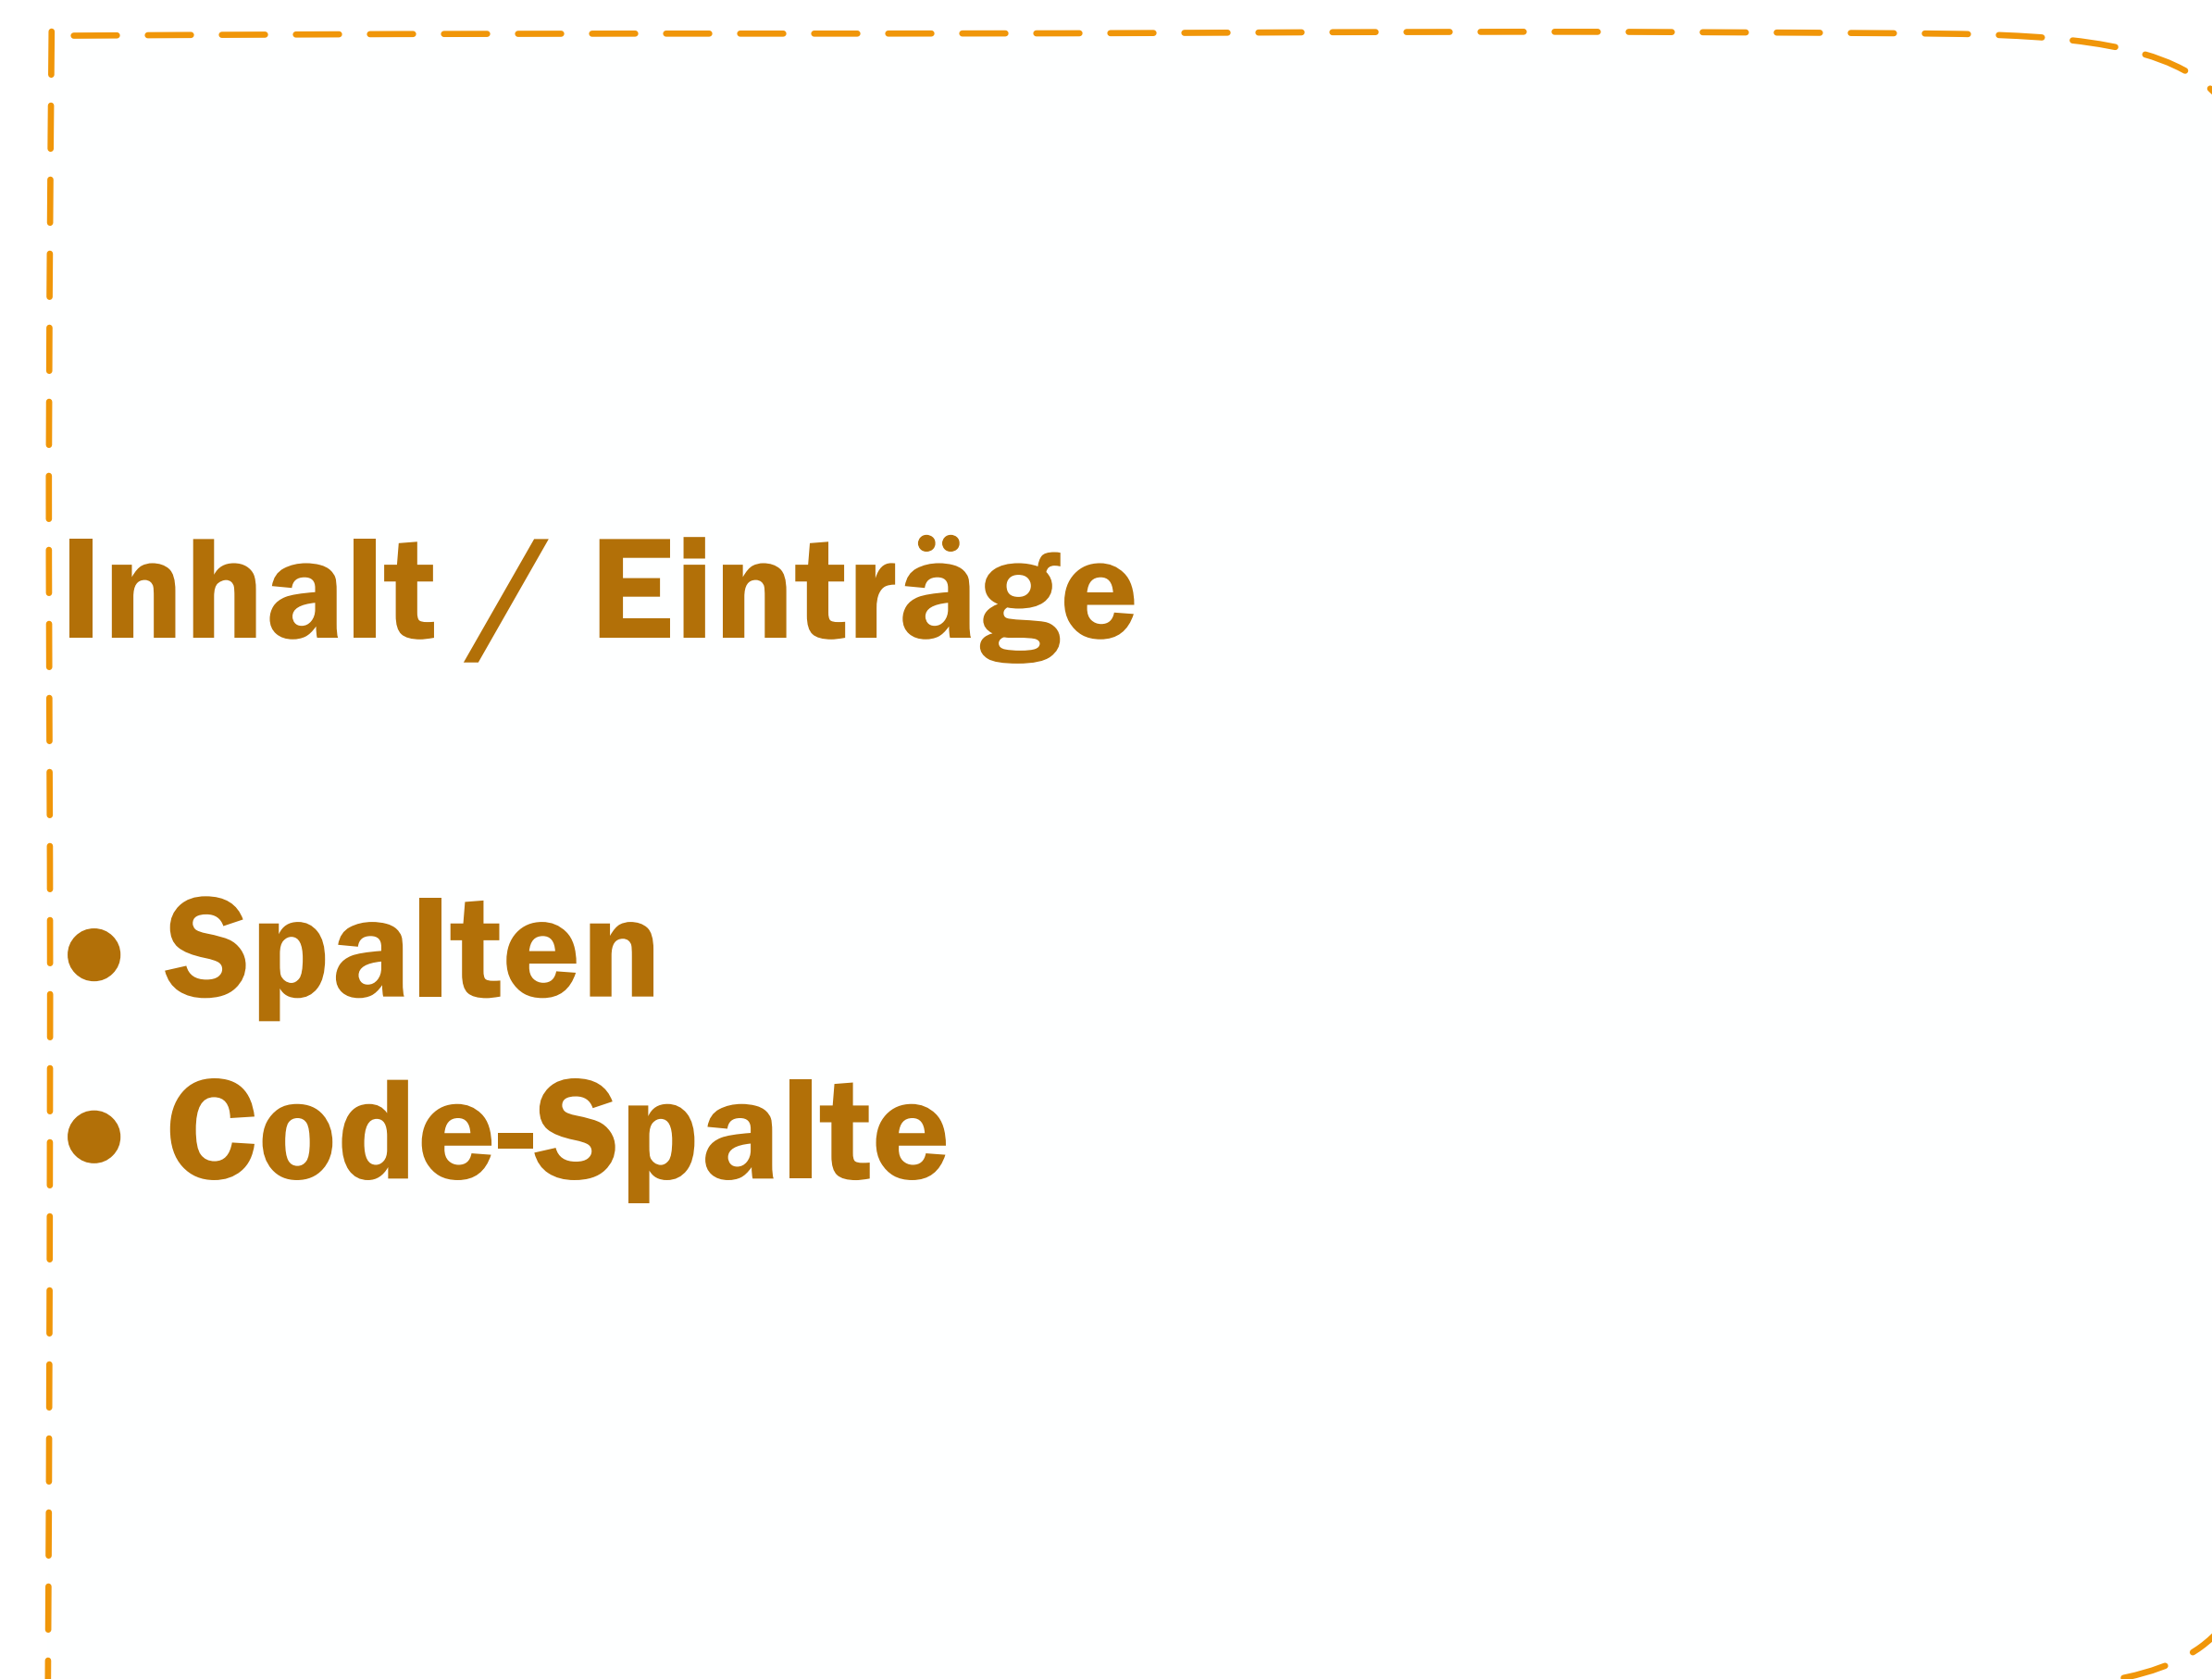 Inhalt / Einträge
• Spalten
• Code-Spalte